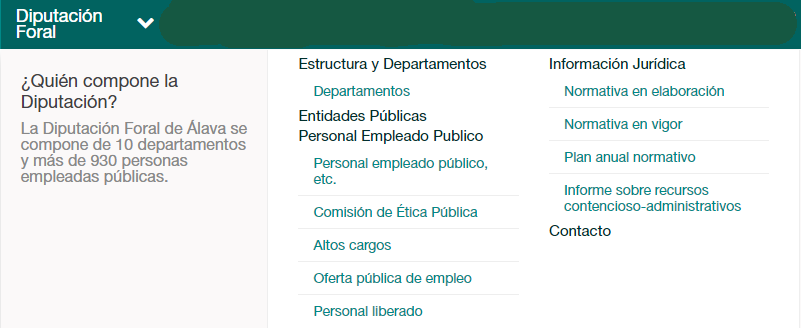 Diputación
Foral
¿Quién compone la
Diputación?
La Diputación Foral de Álava se
compone de 10 departamentos
y más de 930 personas
empleadas públicas.
Estructura y Departamentos
Departamentos
Entidades Públicas
Personal Empleado Publico
Personal empleado público,
etc.
Comisión de Ética Pública
Altos cargos
Oferta pública de empleo
Personal liberado
Información Jurídica
Normativa en elaboración
Normativa en vigor
Plan anual normativo
Informe sobre recursos
contencioso-administrativos
Contacto